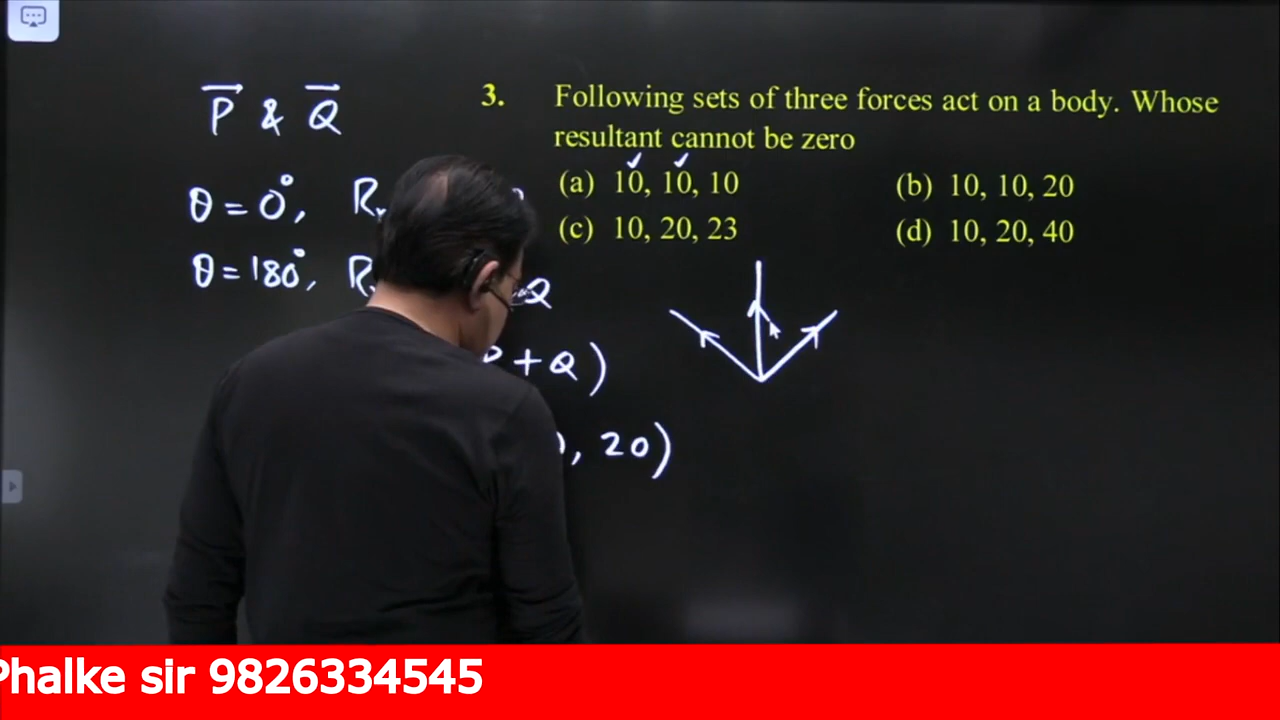 P & Q
θ = 0°, R
θ = 180°, R
Q
+ Q)
, 20)
3. Following sets of three forces act on a body. Whose
resultant cannot be zero
(a) 10, 10, 10 (b) 10, 10, 20
(c) 10, 20, 23 (d) 10, 20, 40
Phalke sir 9826334545